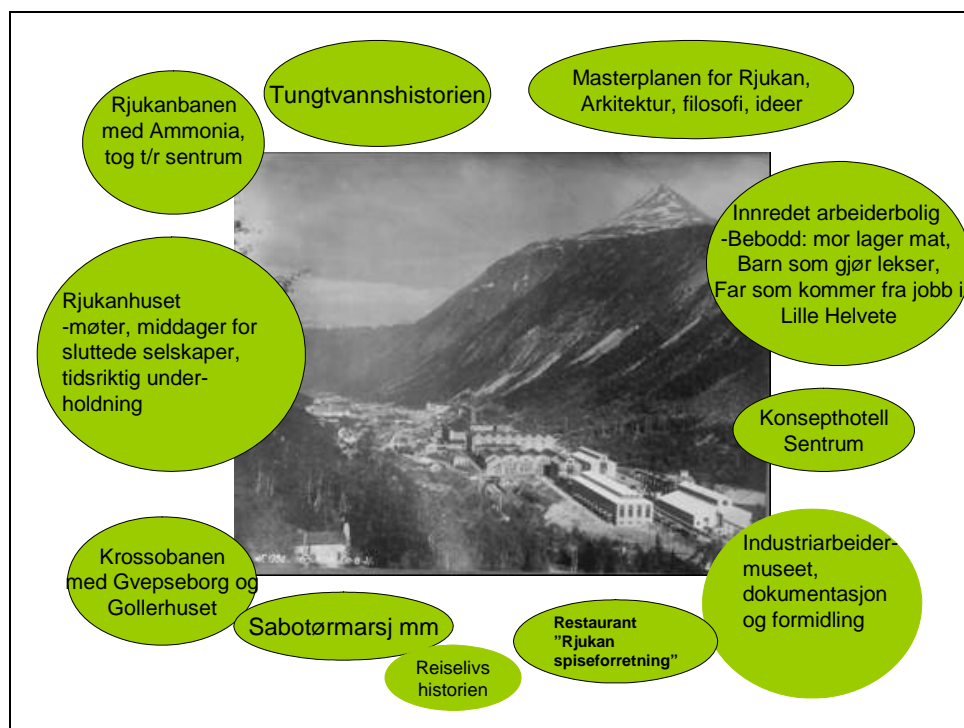 Rjukanbanen
med Ammonia,
tog t/r sentrum
Tungtvannshistorien
Masterplanen for Rjukan,
Arkitektur, filosofi, ideer
Innredet arbeiderbolig
-Bebodd: mor lager mat,
Barn som gjør lekser,
Far som kommer fra jobb i
Lille Helvete
Rjukanhuset
-møter, middager for
sluttede selskaper,
tidsriktig under-
holdning
Konsepthotell
Sentrum
Krossobanen
med Gvepseborg og
Gollerhuset
Sabotørmarsj mm
Reiselivs
historien
Restaurant
”Rjukan
spiseforretning”
Industriarbeider-
museet,
dokumentasjon
og formidling